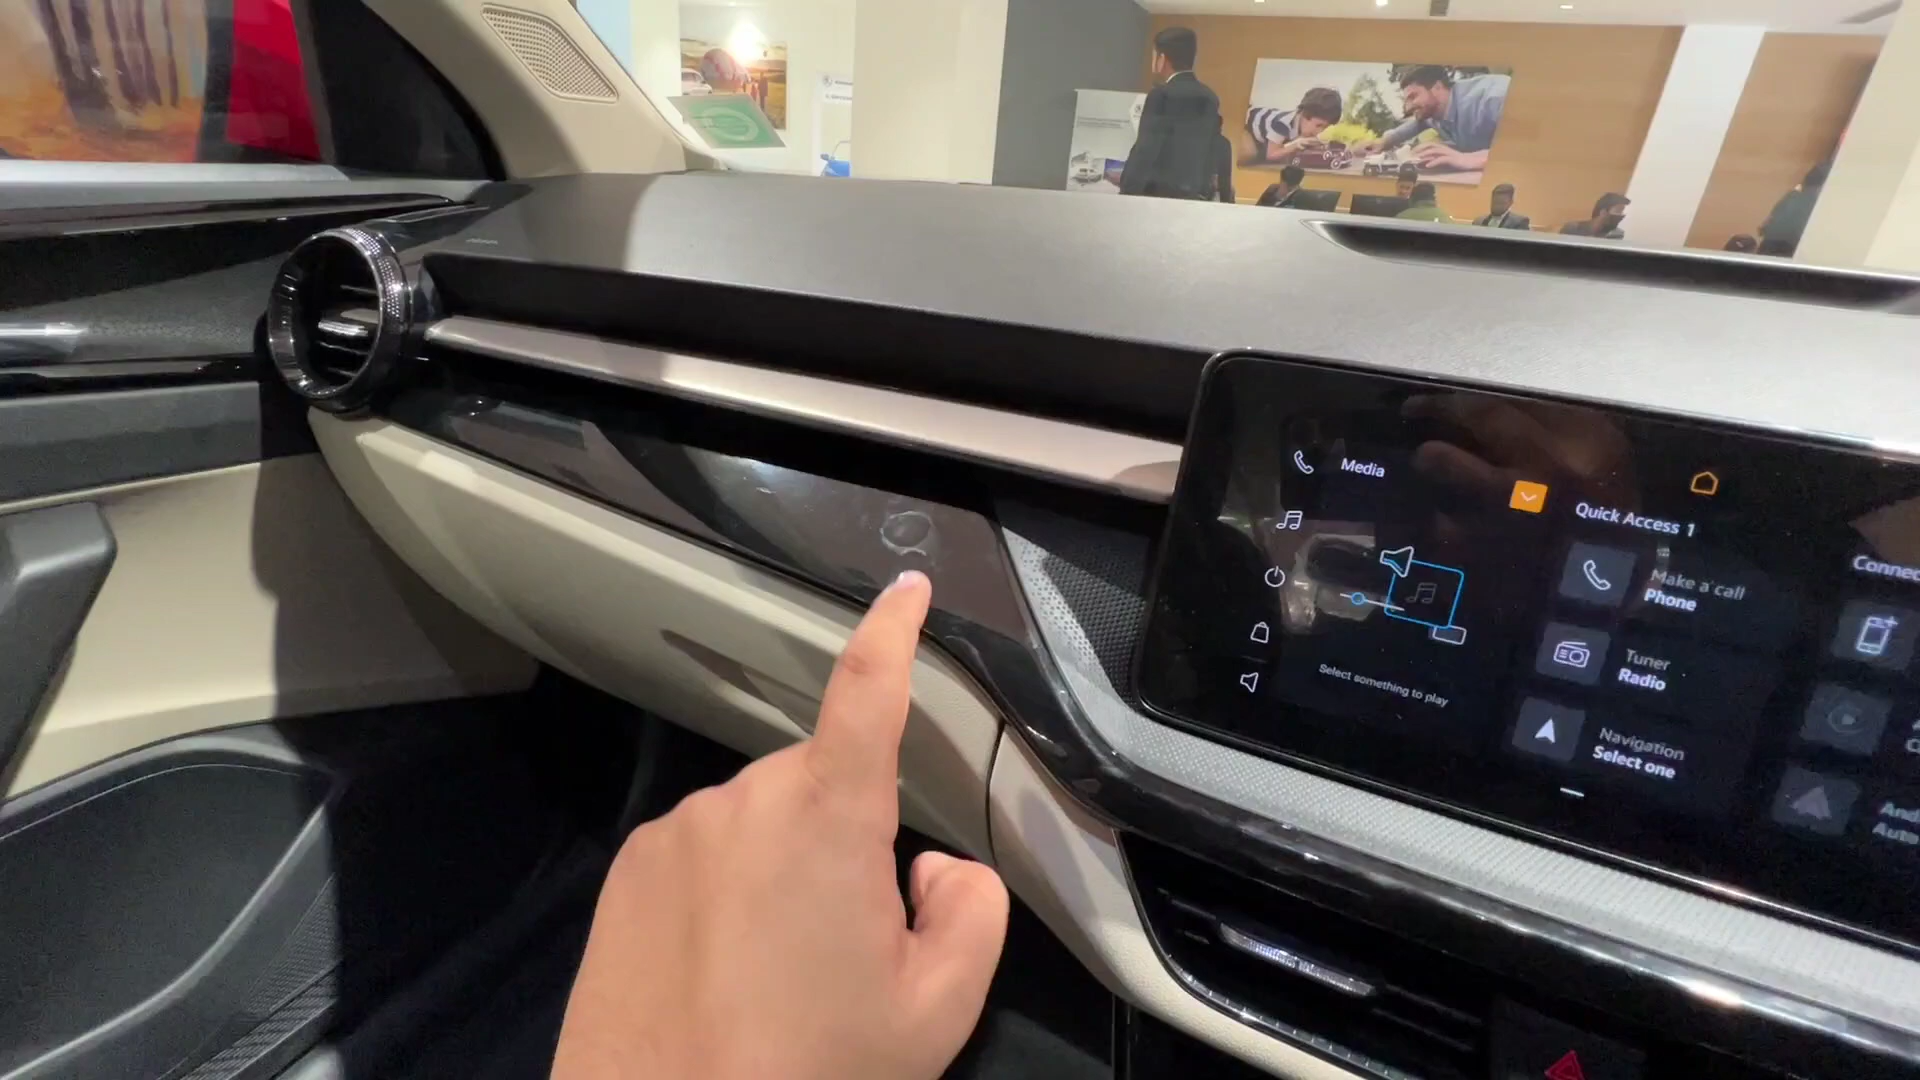 Media
Select something to play
Quick Access 1
Make a call
Phone
Tuner
Radio
Navigation
Select one